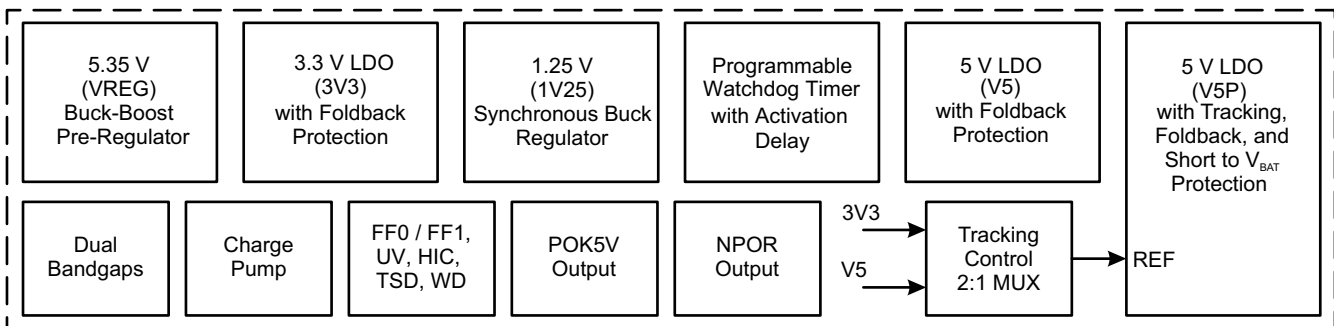 5.35 V
(VREG)
Buck-Boost
Pre-Regulator
3.3 V LDO
(3V3)
with Foldback
Protection
1.25 V
(1V25)
Synchronous Buck
Regulator
Programmable
Watchdog Timer
with Activation
Delay
5 V LDO
(V5)
with Foldback
Protection
5 V LDO
(V5P)
with Tracking,
Foldback, and
Short to VBAT
Protection
Dual
Bandgaps
Charge
Pump
FF0 / FF1,
UV, HIC,
TSD, WD
POK5V
Output
NPOR
Output
3V3
V5
Tracking
Control
2:1 MUX
REF